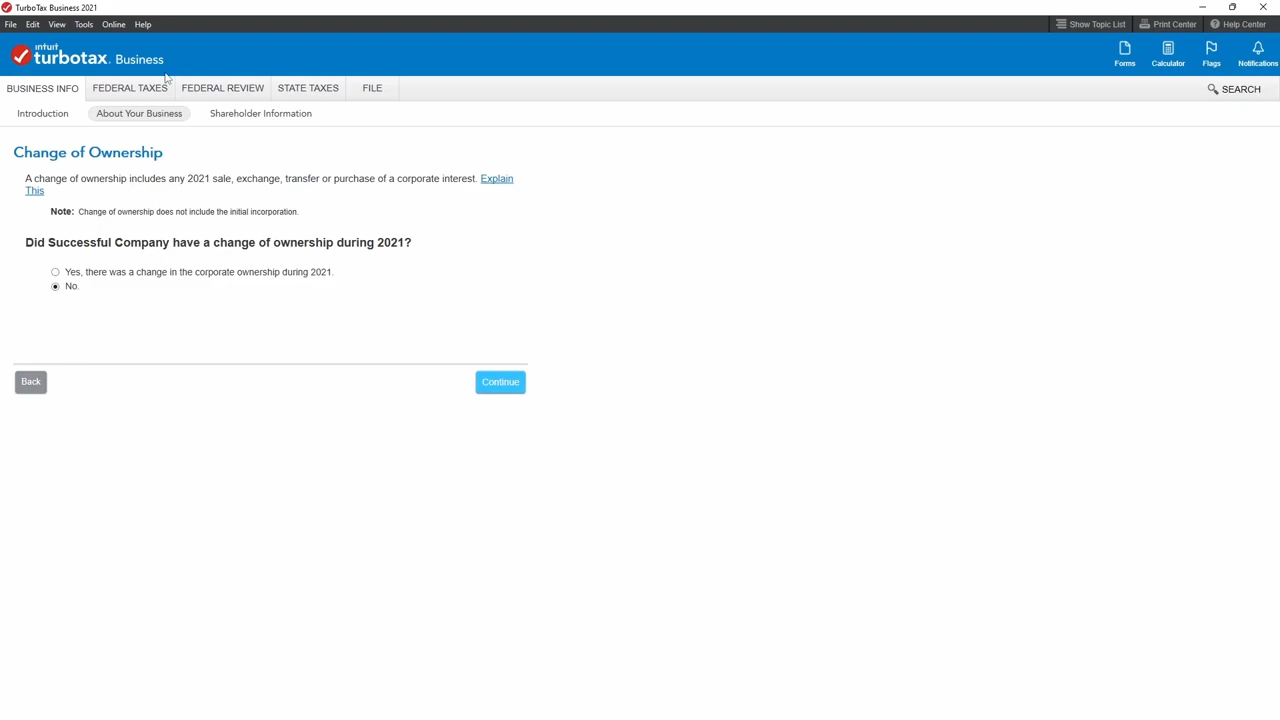 TurboTax Business 2021
File Edit View Tools Online Help
Show Topic List Print Center Help Center
intuit
turbotax. Business
Forms Calculator Flags Notifications
BUSINESS INFO FEDERAL TAXES FEDERAL REVIEW STATE TAXES FILE SEARCH
Introduction About Your Business Shareholder Information
Change of Ownership
A change of ownership includes any 2021 sale, exchange, transfer or purchase of a corporate interest. Explain
This
Note: Change of ownership does not include the initial incorporation.
Did Successful Company have a change of ownership during 2021?
Yes, there was a change in the corporate ownership during 2021.
No.
Back Continue